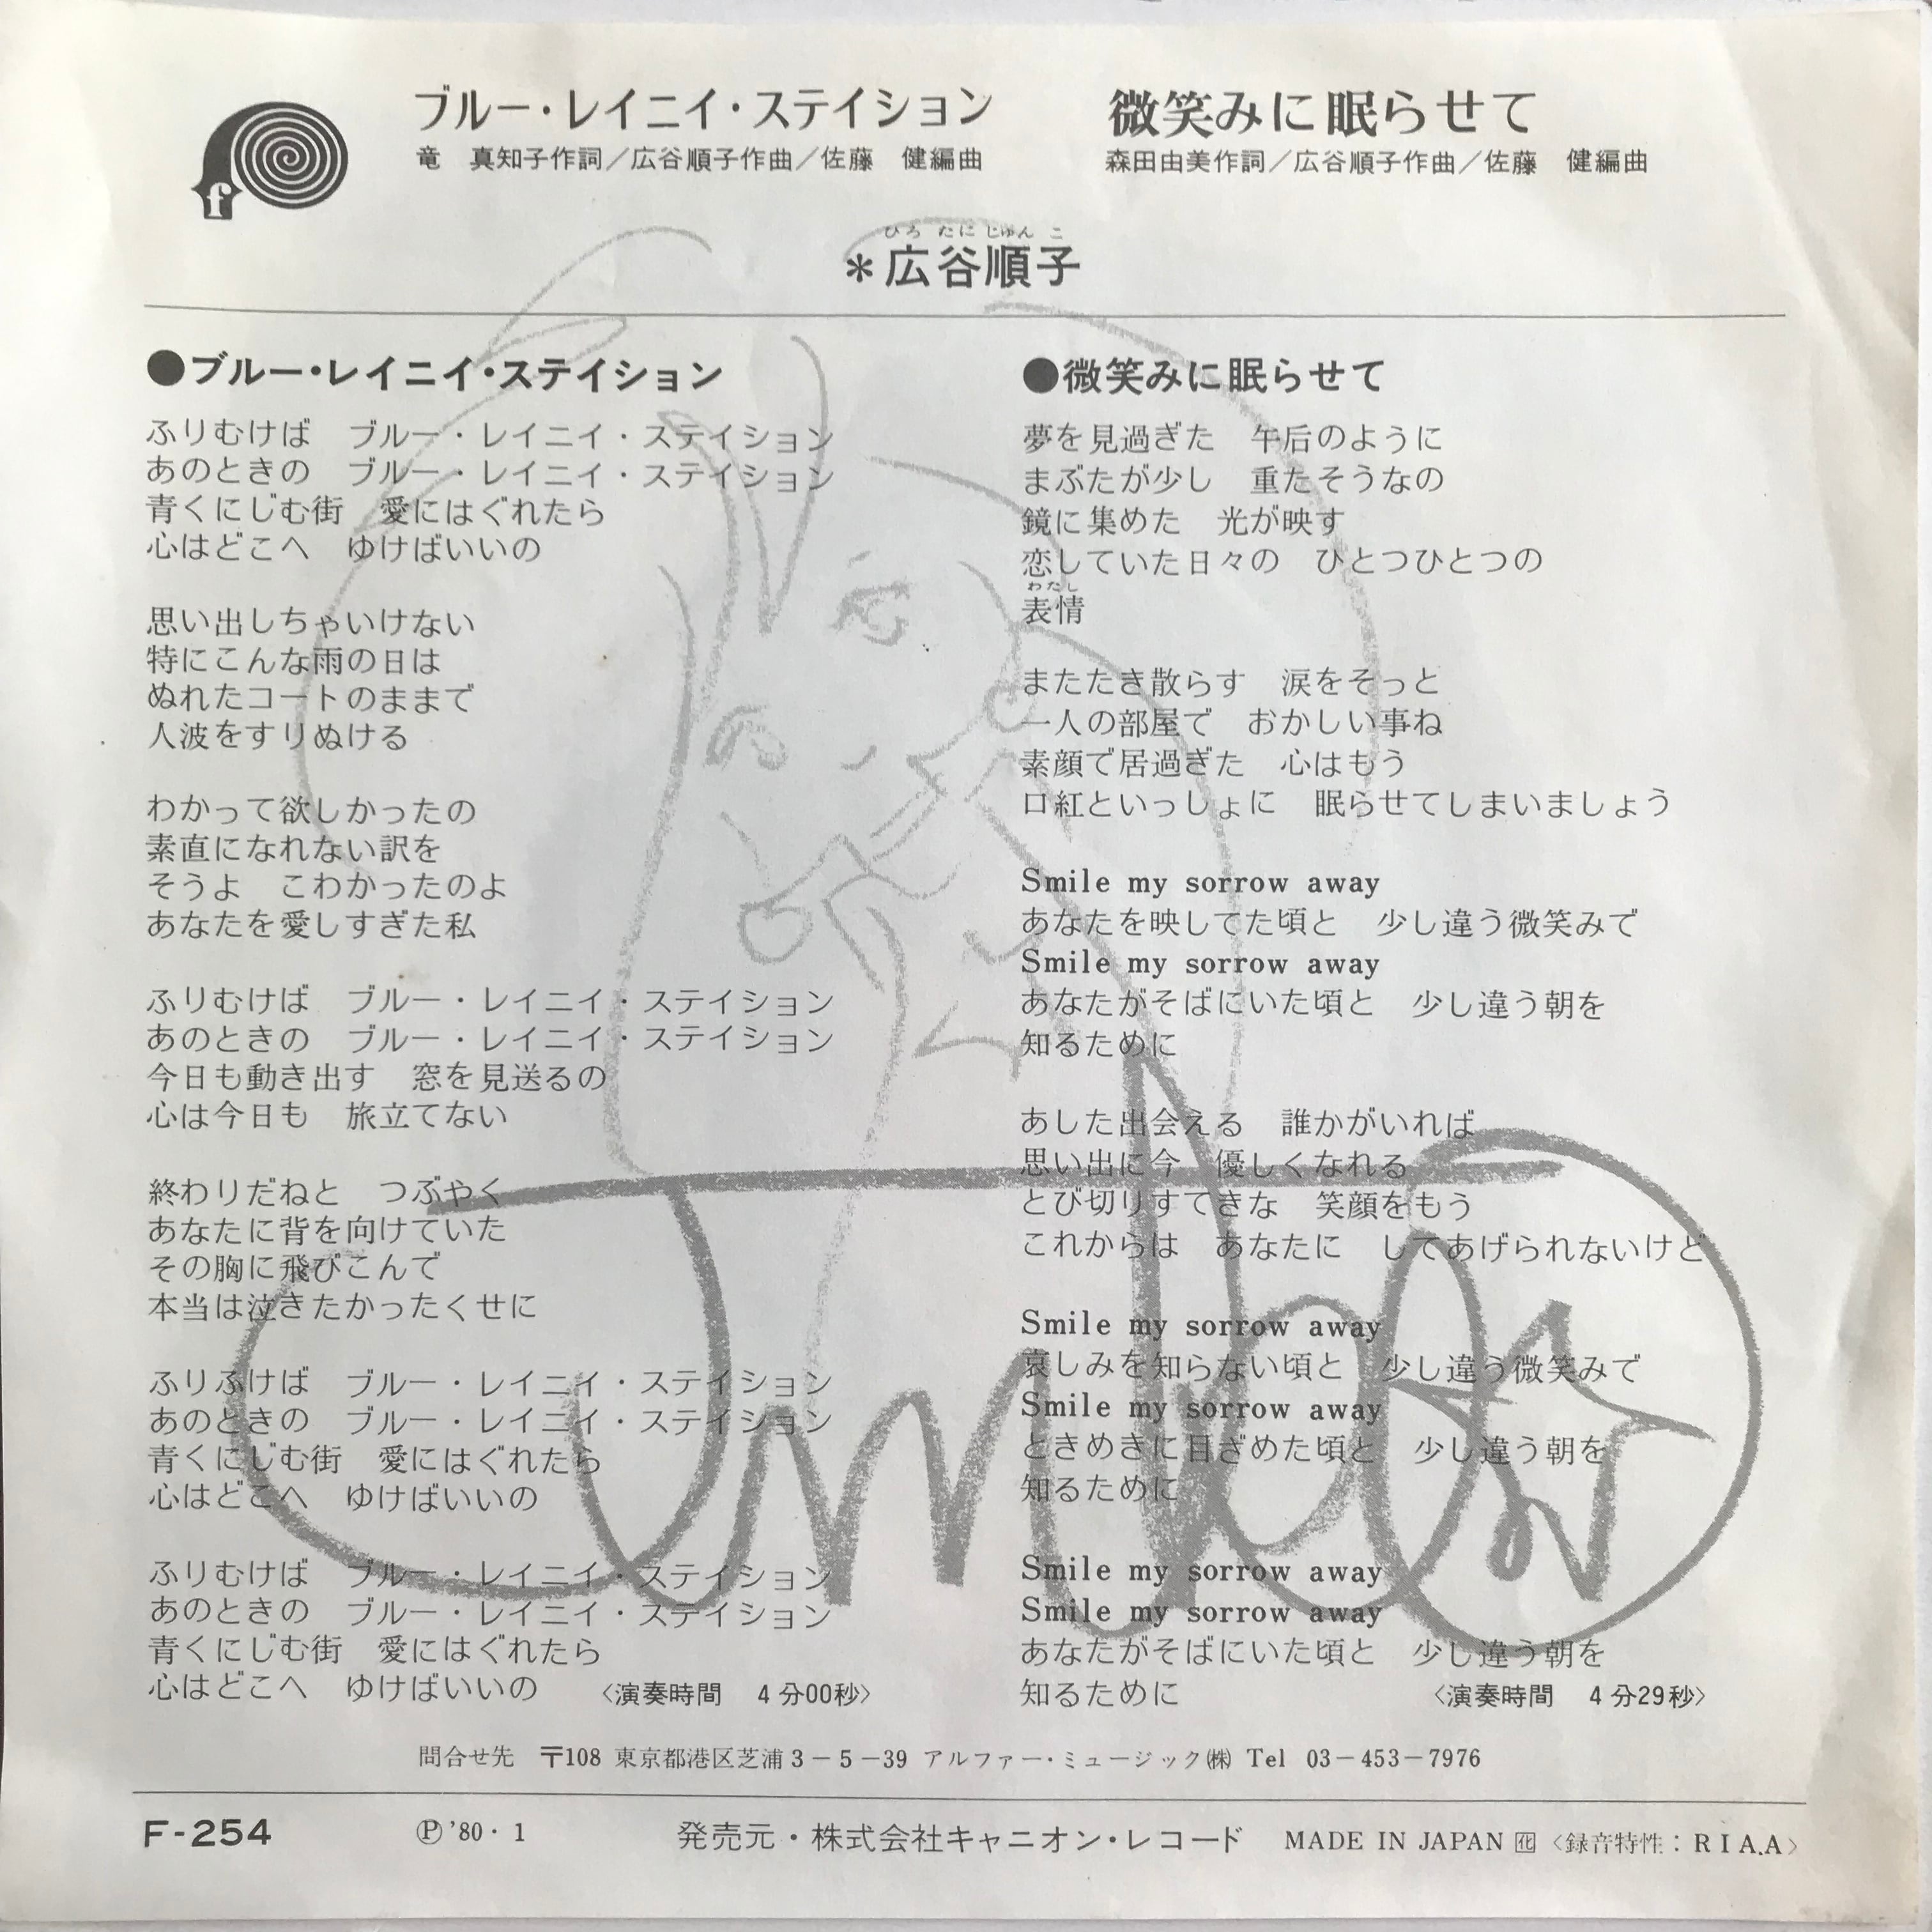 ブルー・レイニイ・ステイション
竜　真知子作詞／広谷順子作曲／佐藤　健編曲
微笑みに眠らせて
森田由美作詞／広谷順子作曲／佐藤　健編曲
f
ひろ たに じゅん こ
＊広谷順子
●ブルー・レイニイ・ステイション
ふりむけば　ブルー・レイニイ・ステイション
あのときの　ブルー・レイニイ・ステイション
青くにじむ街　愛にはぐれたら
心はどこへ　ゆけばいいの
思い出しちゃいけない
特にこんな雨の日は
ぬれたコートのままで
人波をすりぬける
わかって欲しかったの
素直になれない訳を
そうよ　こわかったのよ
あなたを愛しすぎた私
ふりむけば　ブルー・レイニイ・ステイション
あのときの　ブルー・レイニイ・ステイション
今日も動き出す　窓を見送るの
心は今日も　旅立てない
終わりだねと　つぶやく
あなたに背を向けていた
その胸に飛びこんで
本当は泣きたかったくせに
ふりふけば　ブルー・レイニイ・ステイション
あのときの　ブルー・レイニイ・ステイション
青くにじむ街　愛にはぐれたら
心はどこへ　ゆけばいいの
ふりむけば　ブルー・レイニイ・ステイション
あのときの　ブルー・レイニイ・ステイション
青くにじむ街　愛にはぐれたら
心はどこへ　ゆけばいいの　〈演奏時間　4分00秒〉
●微笑みに眠らせて
夢を見過ぎた　午后のように
まぶたが少し　重たそうなの
鏡に集めた　光が映す
恋していた日々の　ひとつひとつの
わたし
表情
またたき散らす　涙をそっと
一人の部屋で　おかしい事ね
素顔で居過ぎた　心はもう
口紅といっしょに　眠らせてしまいましょう
Smile my sorrow away
あなたを映してた頃と　少し違う微笑みで
Smile my sorrow away
あなたがそばにいた頃と　少し違う朝を
知るために
あした出会える　誰かがいれば
思い出に今　優しくなれる
とび切りすてきな　笑顔をもう
これからは　あなたに　してあげられないけど
Smile my sorrow away
哀しみを知らない頃と　少し違う微笑みで
Smile my sorrow away
ときめきに目ざめた頃と　少し違う朝を
知るために
Smile my sorrow away
Smile my sorrow away
あなたがそばにいた頃と　少し違う朝を
知るために　〈演奏時間　4分29秒〉
問合せ先　〒108 東京都港区芝浦3－5－39 アルファー・ミュージック㈱ Tel 03－453－7976
F-254　Ⓟ'80・1　発売元・株式会社キャニオン・レコード　MADE IN JAPAN 化 〈録音特性：RIA.A〉